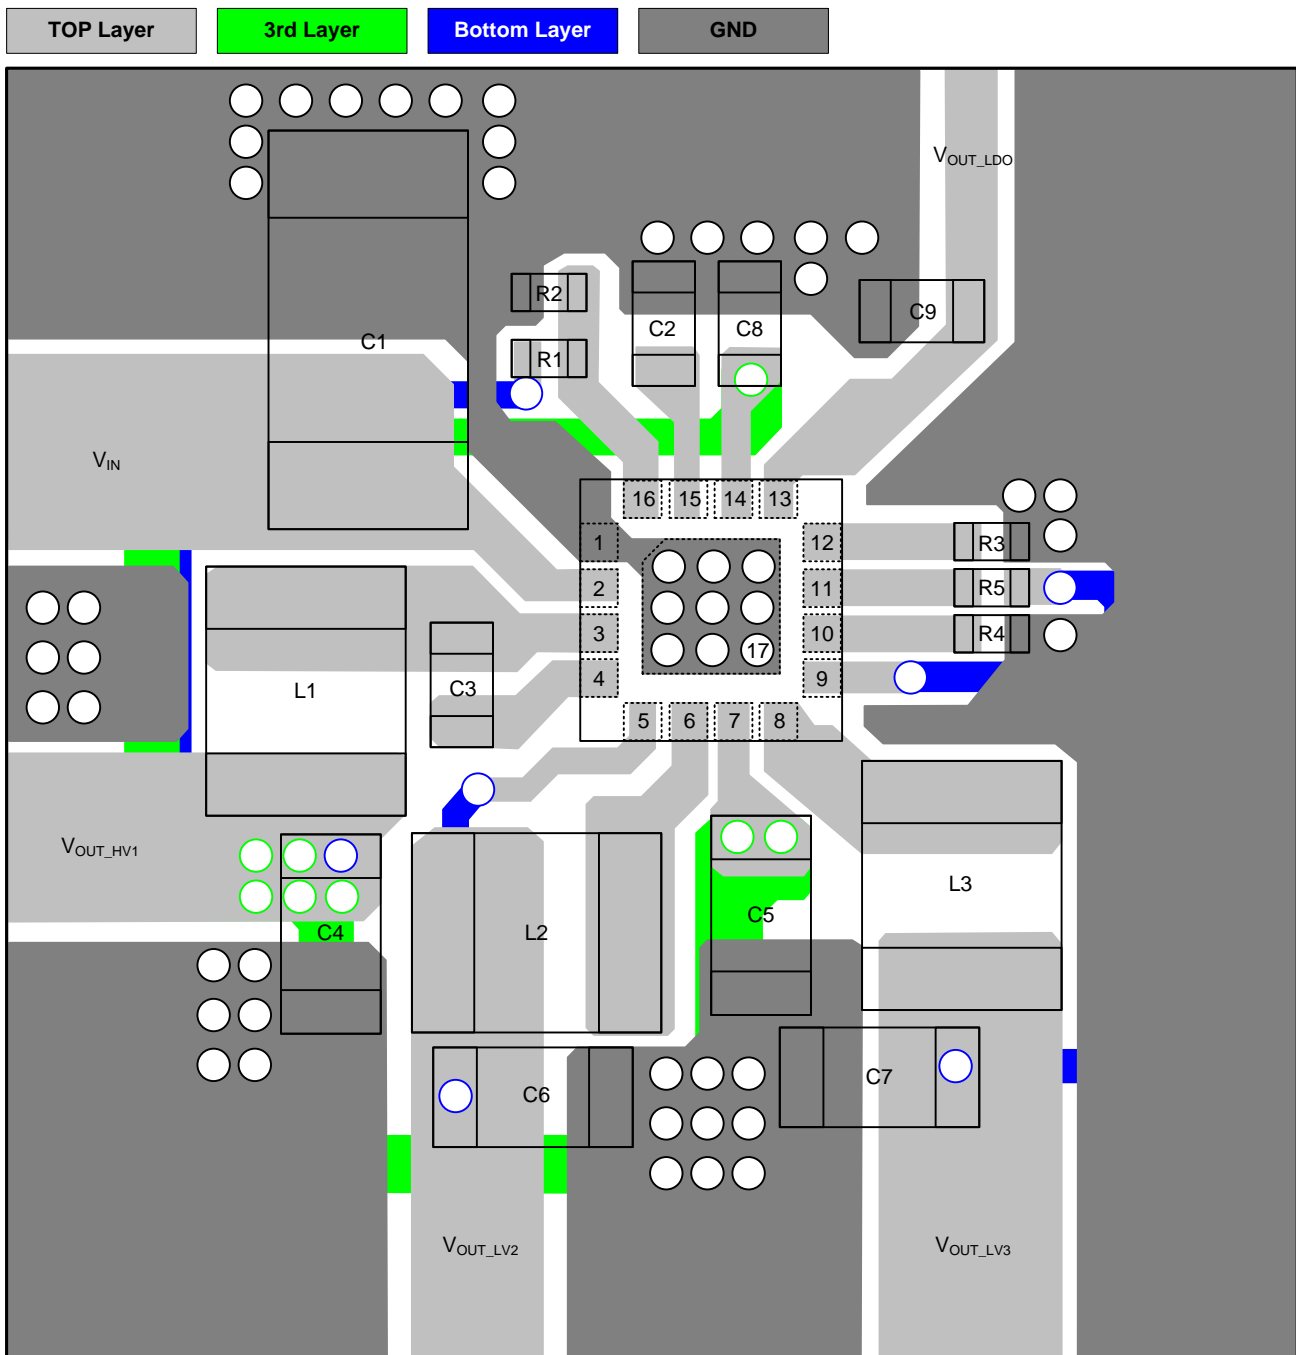 TOP Layer 3rd Layer Bottom Layer GND
VOUT_LDO
R2
C9
C1 C2 C8
R1
VIN
16 15 14 13
1 12 R3
2 11 R5
3 10 R4
17
4 9
L1 C3
5 6 7 8
VOUT_HV1
L3
C5
C4 L2
C7
C6
VOUT_LV2 VOUT_LV3